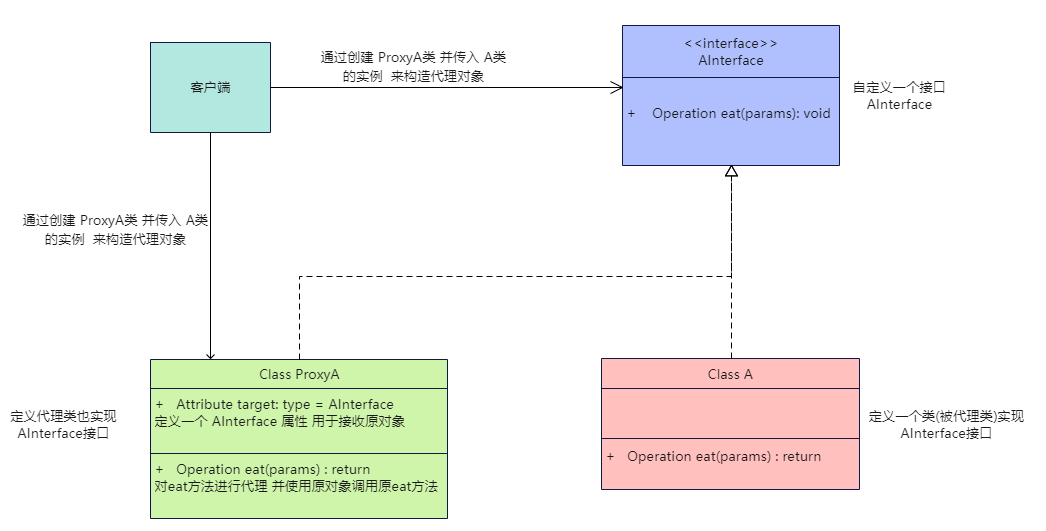 客户端
通过创建 ProxyA类 并传入 A类
的实例 来构造代理对象
<<interface>>
AInterface
+ Operation eat(params): void
自定义一个接口
AInterface
通过创建 ProxyA类 并传入 A类
的实例 来构造代理对象
定义代理类也实现
AInterface接口
Class ProxyA
+ Attribute target: type = AInterface
定义一个 AInterface 属性 用于接收原对象
+ Operation eat(params) : return
对eat方法进行代理 并使用原对象调用原eat方法
Class A
+ Operation eat(params) : return
定义一个类(被代理类)实现
AInterface接口